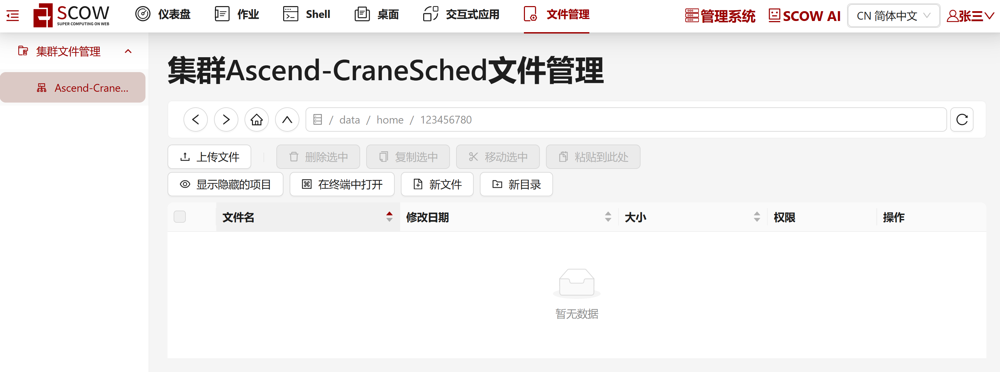 SCOW
SUPER COMPUTING ON WEB
仪表盘 作业 Shell 桌面 交互式应用 文件管理 管理系统 SCOW AI CN 简体中文 张三
集群文件管理
Ascend-Crane...
集群Ascend-CraneSched文件管理
/ data / home / 123456780
上传文件 删除选中 复制选中 移动选中 粘贴到此处
显示隐藏的项目 在终端中打开 新文件 新目录
文件名 修改日期 大小 权限 操作
暂无数据